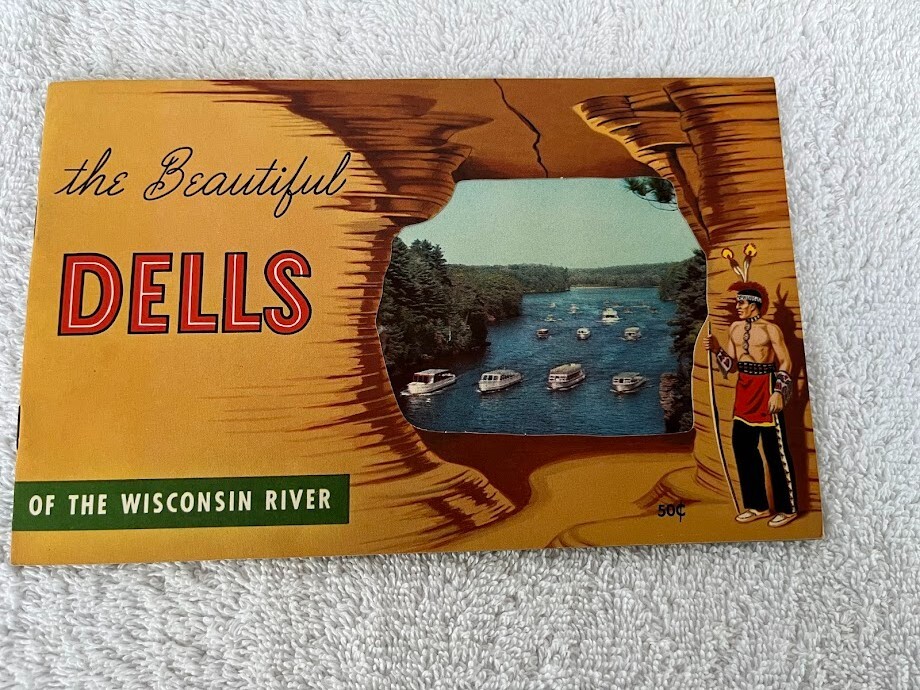 the Beautiful
DELLS
OF THE WISCONSIN RIVER
50¢